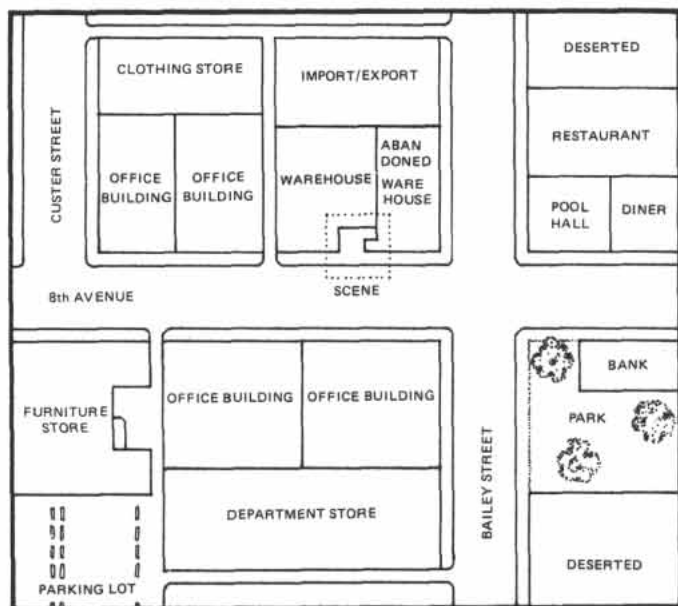 CLOTHING STORE
IMPORT/EXPORT
DESERTED
CUSTER STREET
OFFICE
BUILDING
OFFICE
BUILDING
WAREHOUSE
ABAN
DONED
WARE
HOUSE
RESTAURANT
POOL
HALL
DINER
8th AVENUE
SCENE
FURNITURE
STORE
OFFICE BUILDING
OFFICE BUILDING
BANK
PARK
BAILEY STREET
DEPARTMENT STORE
PARKING LOT
DESERTED